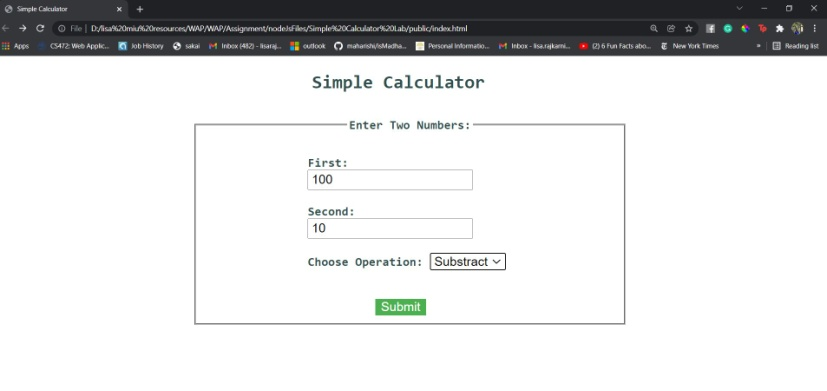 Simple Calculator
File | D:/lisa%20miu%20resources/WAP/WAP/Assignment/nodeJsFiles/Simple%20Calculator%20Lab/public/index.html
Apps CS472: Web Applic... Job History sakai Inbox (482) - lisaraj... outlook maharishi/isMadha... Personal Informatio... Inbox - lisa.rajkarni... (2) 6 Fun Facts abo... New York Times » Reading list
Simple Calculator
Enter Two Numbers:
First:
100
Second:
10
Choose Operation: Substract
Submit